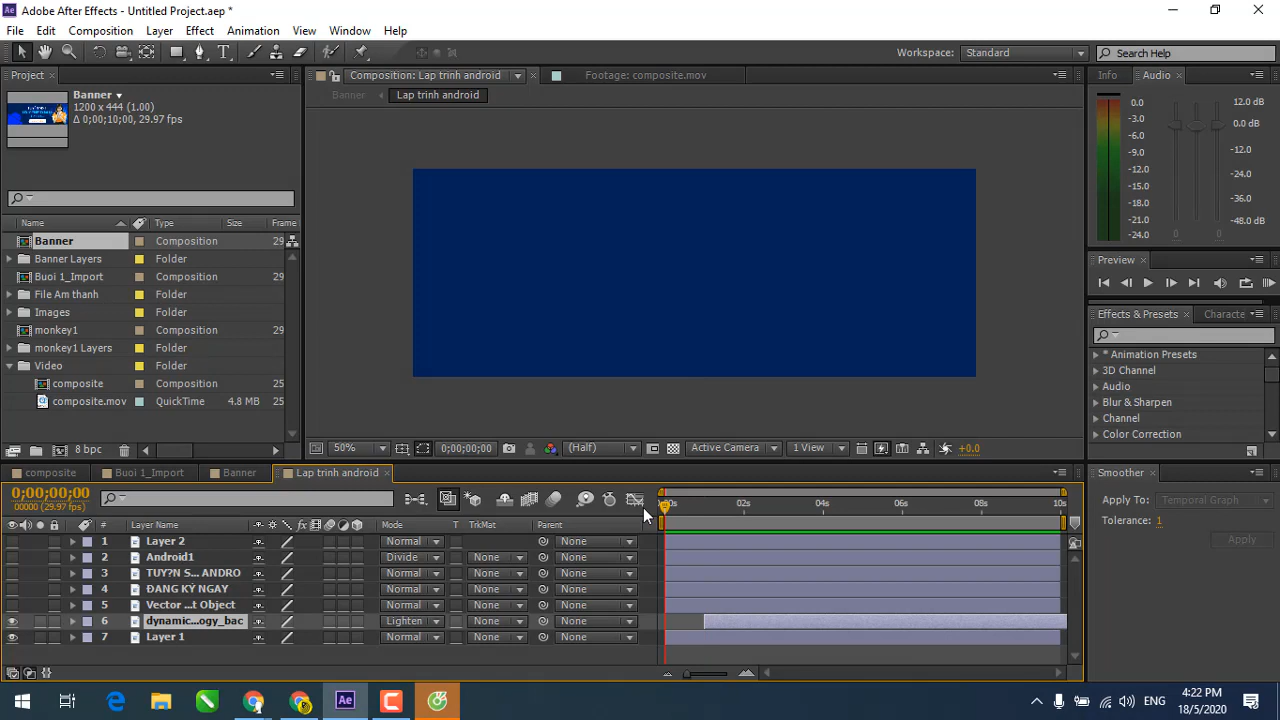 Adobe After Effects - Untitled Project.aep *
File Edit Composition Layer Effect Animation View Window Help
Workspace: Standard Search Help
Project Composition: Lap trinh android Footage: composite.mov Info Audio
Banner
1200 x 444 (1.00)
Δ 0;00;10;00, 29.97 fps
Banner Lap trinh android
0.0 12.0 dB
-3.0 0.0 dB
-6.0
-9.0 -12.0
-12.0
-15.0 -24.0
-18.0 -36.0
-21.0
-24.0 -48.0 dB
0 0
Name Type Size Frame
Banner Composition 29
Banner Layers Folder
Buoi 1_Import Composition 29
File Am thanh Folder
Images Folder
monkey1 Composition 29
monkey1 Layers Folder
Video Folder
composite Composition 25
composite.mov QuickTime 4.8 MB 25
Preview
Effects & Presets Characte
* Animation Presets
3D Channel
Audio
Blur & Sharpen
Channel
Color Correction
8 bpc
50% 0;00;00;00 (Half) Active Camera 1 View +0.0
composite Buoi 1_Import Banner Lap trinh android
0;00;00;00
00000 (29.97 fps)
02s 04s 06s 08s 10s
# Layer Name Mode T TrkMat Parent
1 Layer 2 Normal None
2 Android1 Divide None None
3 TUY?N S... ANDRO Normal None None
4 ĐANG KÝ NGAY Normal None None
5 Vector ...t Object Normal None None
6 dynamic...ogy_bac Lighten None None
7 Layer 1 Normal None None
Smoother
Apply To: Temporal Graph
Tolerance: 1
Apply
ENG
4:22 PM
18/5/2020